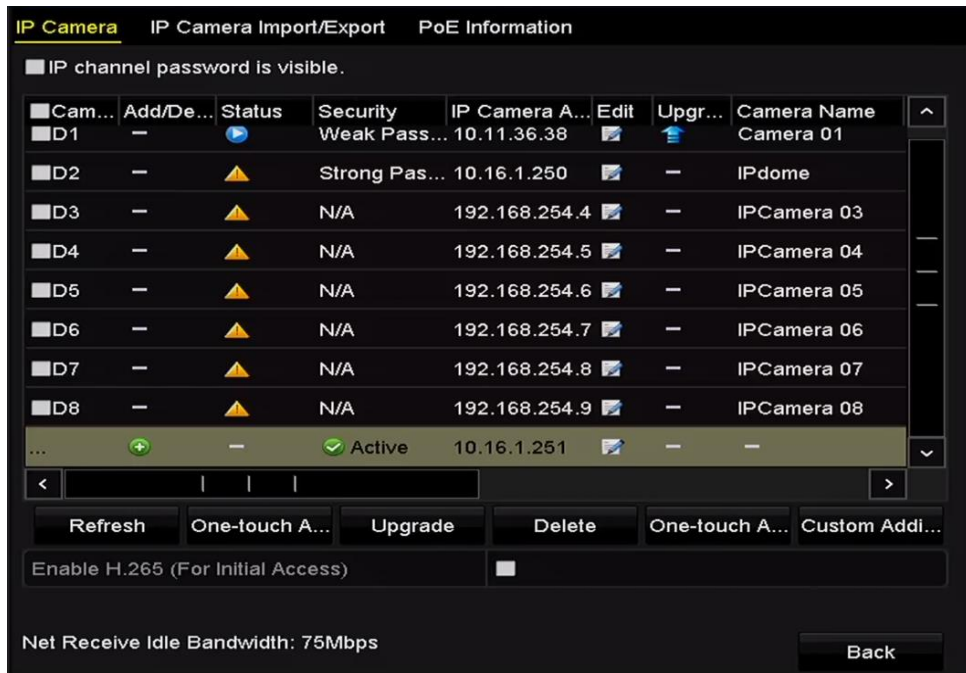 IP Camera IP Camera Import/Export PoE Information
IP channel password is visible.
Cam... Add/De... Status Security IP Camera A... Edit Upgr... Camera Name
D1 — Weak Pass... 10.11.36.38 Camera 01
D2 — Strong Pas... 10.16.1.250 — IPdome
D3 — N/A 192.168.254.4 — IPCamera 03
D4 — N/A 192.168.254.5 — IPCamera 04
D5 — N/A 192.168.254.6 — IPCamera 05
D6 — N/A 192.168.254.7 — IPCamera 06
D7 — N/A 192.168.254.8 — IPCamera 07
D8 — N/A 192.168.254.9 — IPCamera 08
... — Active 10.16.1.251 — —
Refresh One-touch A... Upgrade Delete One-touch A... Custom Addi...
Enable H.265 (For Initial Access)
Net Receive Idle Bandwidth: 75Mbps
Back